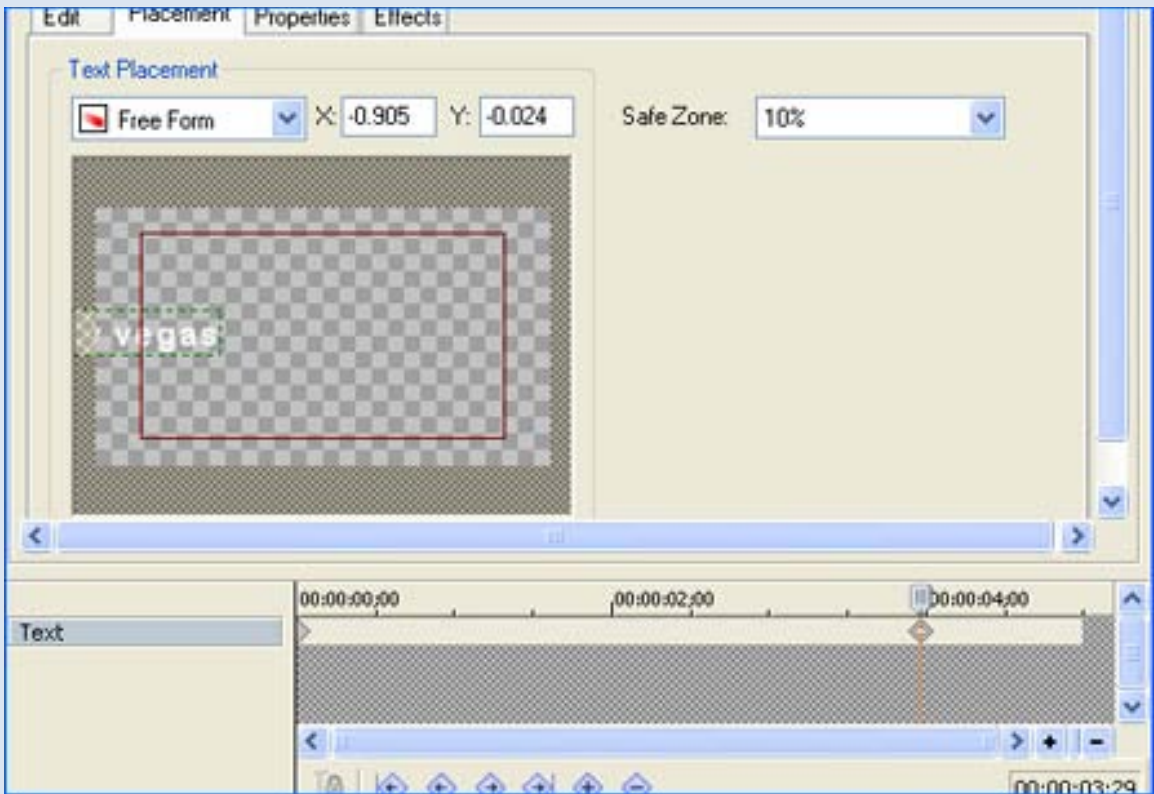 Edit Placement Properties Effects
Text Placement
Free Form X: -0.905 Y: -0.024 Safe Zone: 10%
vegas
00:00:00;00 00:00:02;00 00:00:04;00
Text
00:00:03;29